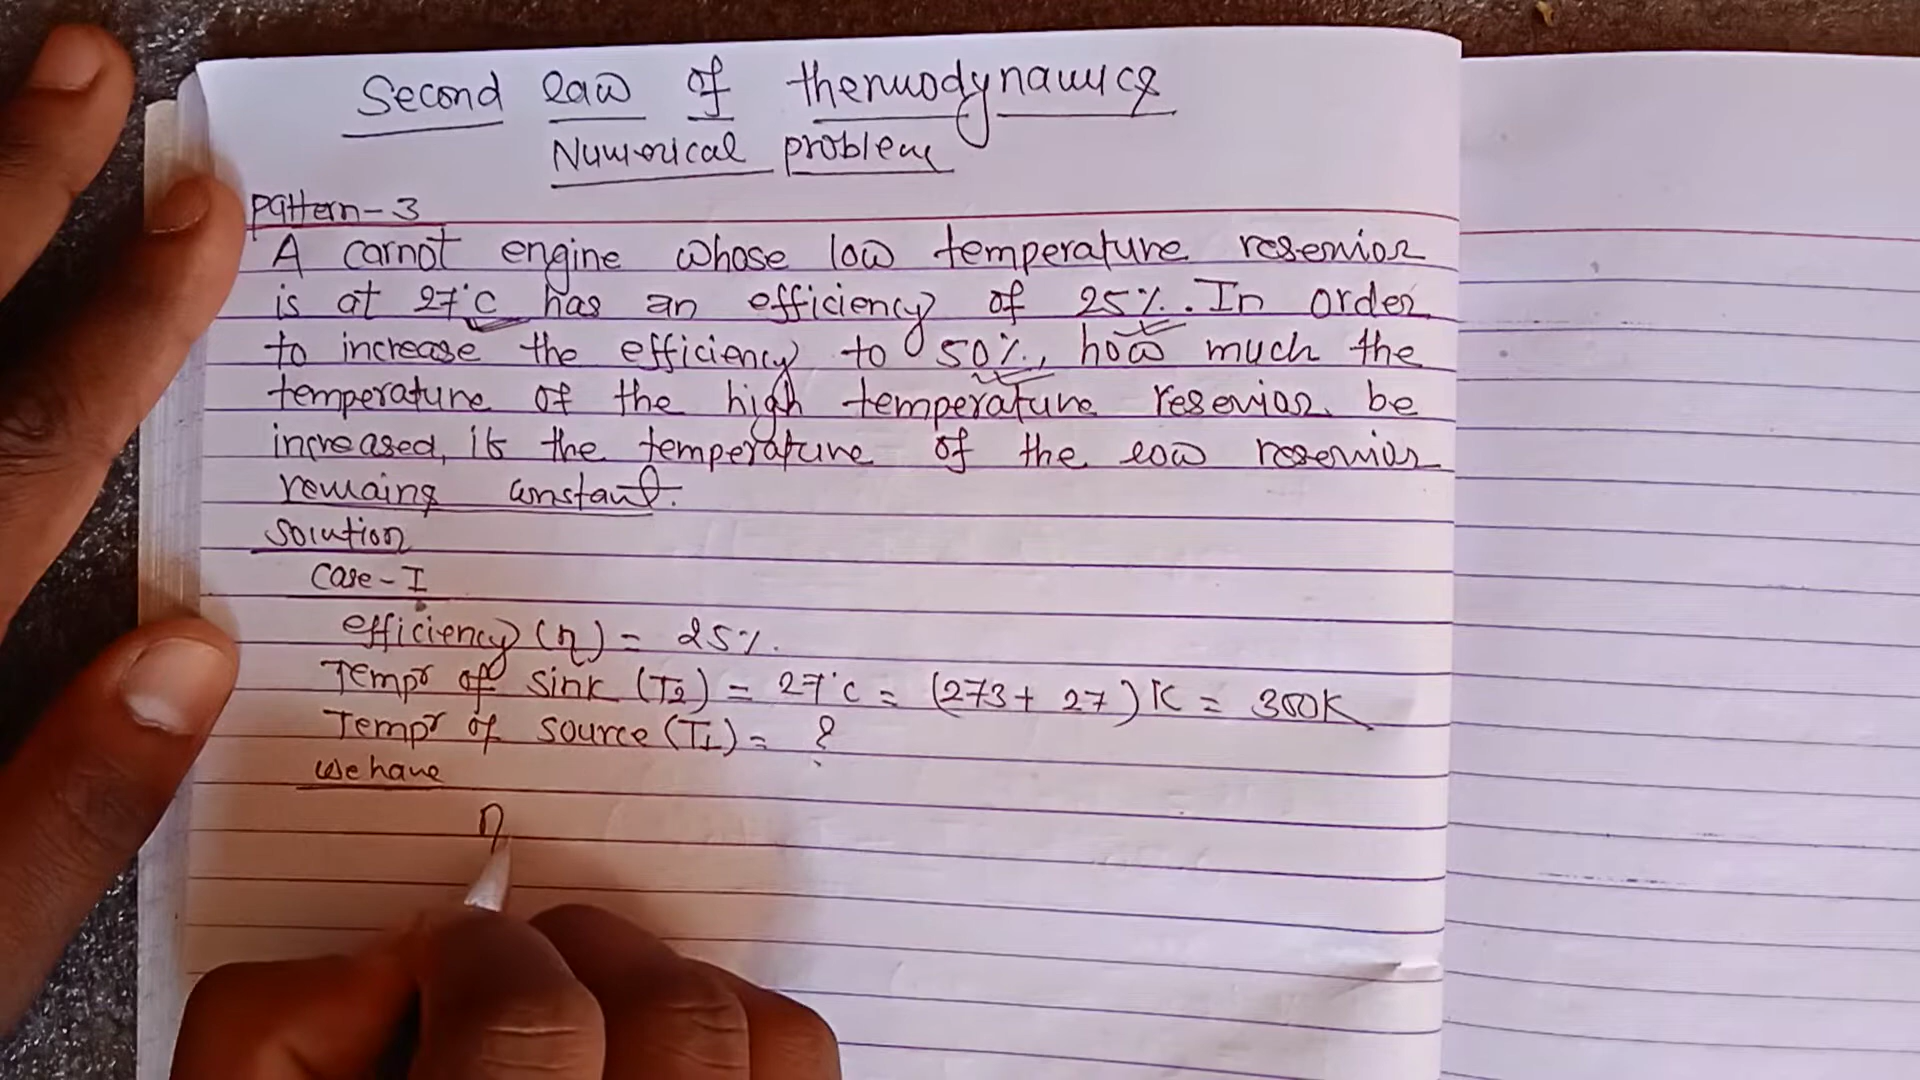 Second law of thermodynamics
Numerical problem
Pattern-3
A carnot engine whose low temperature resevior
is at 27°C has an efficiency of 25%. In order
to increase the efficiency to 50%, how much the
temperature of the high temperature resevior be
increased, if the temperature of the low resevior
remains constant.
Solution
Case-I
efficiency (η) = 25%.
Tempr of sink (T2) = 27°C = (273+ 27)K = 300K
Tempr of source (T1) = ?
We have
η